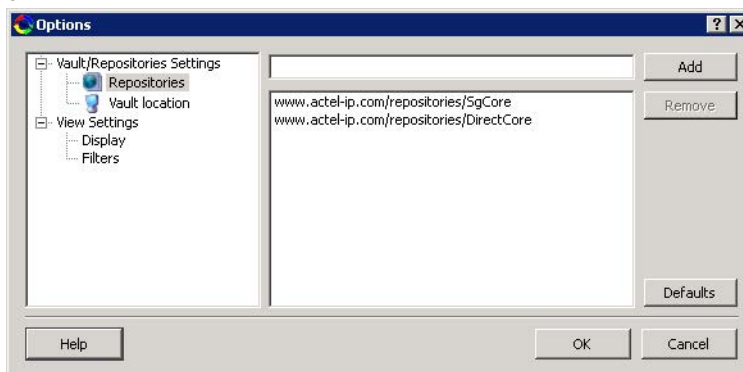 Options
Vault/Repositories Settings
Repositories
Vault location
View Settings
Display
Filters
www.actel-ip.com/repositories/SgCore
www.actel-ip.com/repositories/DirectCore
Add
Remove
Defaults
Help
OK
Cancel